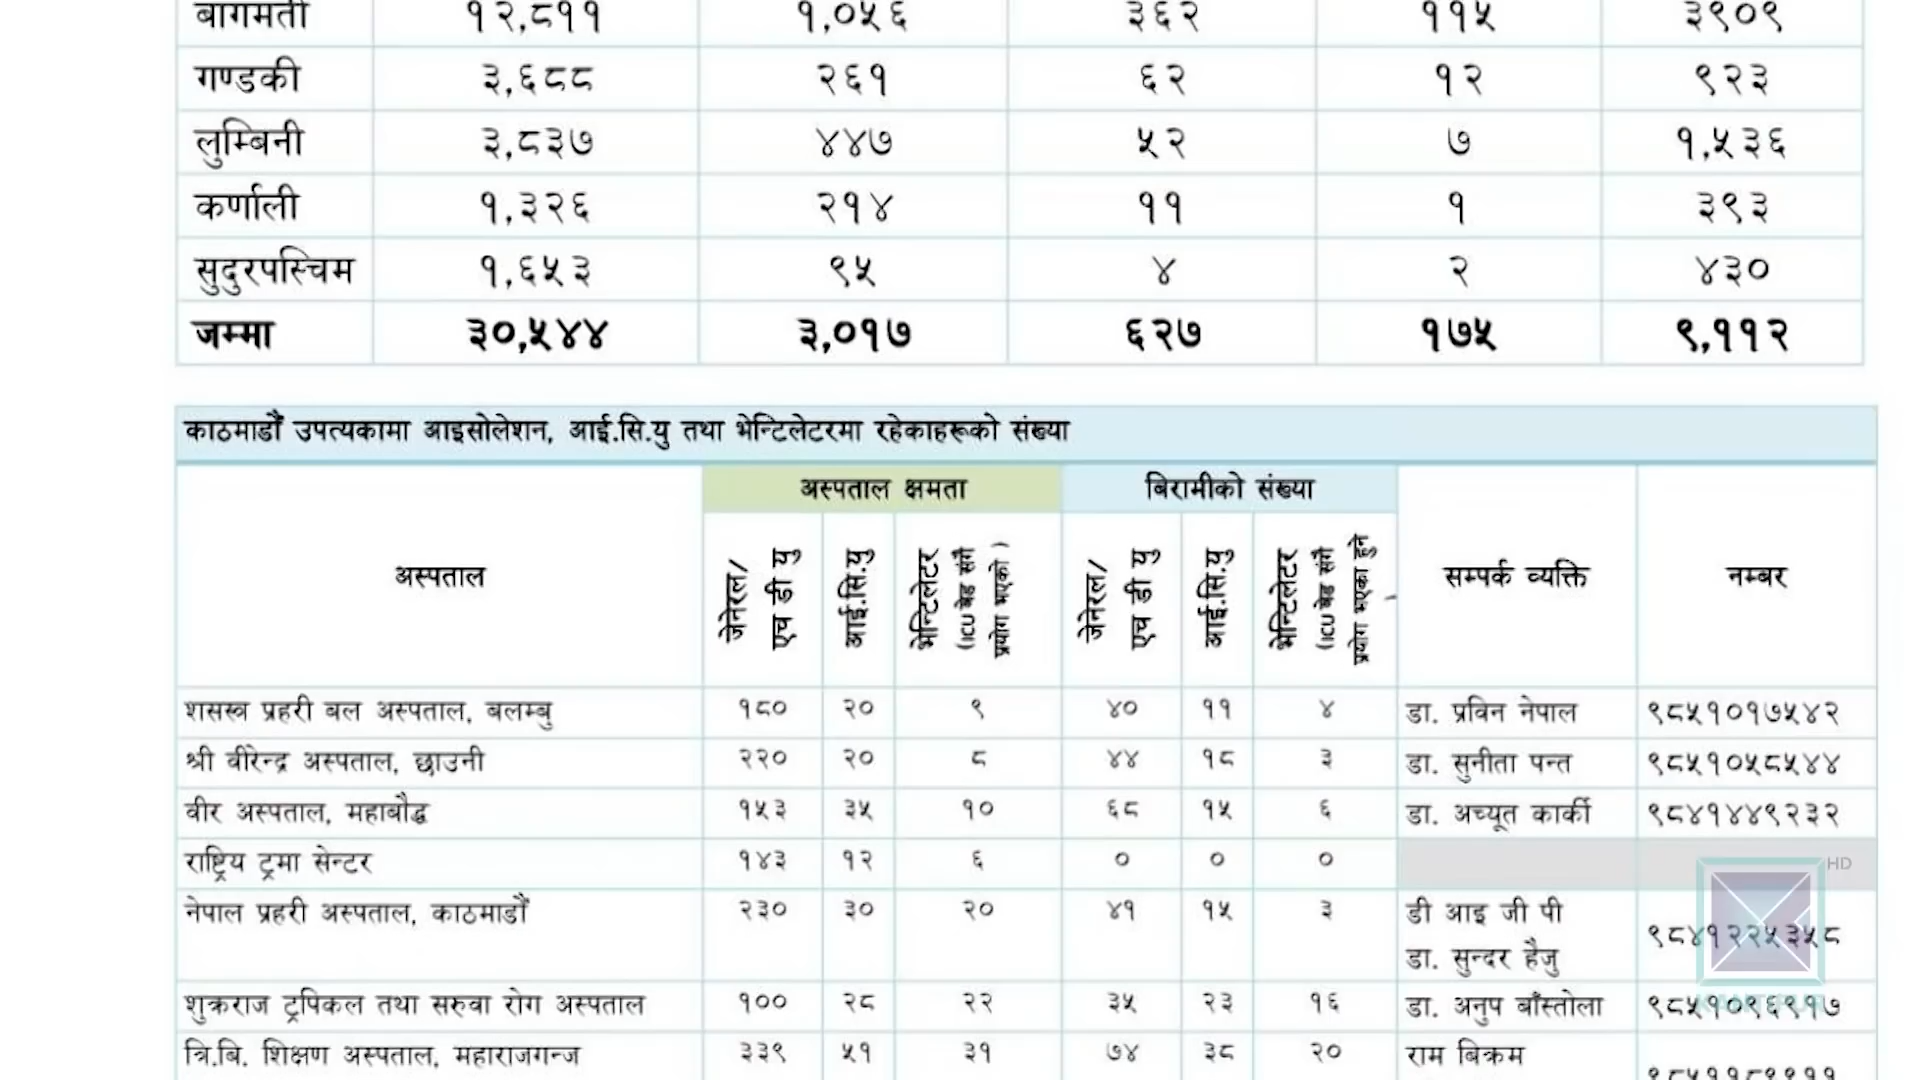 बागमती १२,८११ १,०५६ ३६२ ११५ ३९०९
गण्डकी ३,६८८ २६१ ६२ १२ ९२३
लुम्बिनी ३,८३७ ४४७ ५२ ७ १,५३६
कर्णाली १,३२६ २१४ ११ १ ३९३
सुदुरपस्चिम १,६५३ ९५ ४ २ ४३०
जम्मा ३०,५४४ ३,०१७ ६२७ १७५ ९,११२
काठमाडौँ उपत्यकामा आइसोलेशन, आई.सि.यु तथा भेन्टिलेटरमा रहेकाहरूको संख्या
अस्पताल क्षमता बिरामीको संख्या
अस्पताल
जेनेरल/
एच डी यु
आई.सि.यु
भेन्टिलेटर
(ICU बेड संगै
प्रयोग भएको )
जेनेरल/
एच डी यु
आई.सि.यु
भेन्टिलेटर
(ICU बेड संगै
प्रयोग भएका हुने
)
सम्पर्क व्यक्ति
नम्बर
शसस्त्र प्रहरी बल अस्पताल, बलम्बु १८० २० ९ ४० ११ ४ डा. प्रविन नेपाल ९८५१०१७५४२
श्री वीरेन्द्र अस्पताल, छाउनी २२० २० ८ ४४ १८ ३ डा. सुनीता पन्त ९८५१०५८५४४
वीर अस्पताल, महाबौद्ध १५३ ३५ १० ६८ १५ ६ डा. अच्यूत कार्की ९८४१४४९२३२
राष्ट्रिय ट्रमा सेन्टर १४३ १२ ६ ० ० ०
HD
नेपाल प्रहरी अस्पताल, काठमाडौँ २३० ३० २० ४१ १५ ३ डी आइ जी पी
डा. सुन्दर हैजु ९८४१२२५३५८
शुक्रराज ट्रपिकल तथा सरुवा रोग अस्पताल १०० २८ २२ ३५ २३ १६ डा. अनुप बाँस्तोला ९८५१०९६९१७
त्रि.बि. शिक्षण अस्पताल, महाराजगन्ज ३३९ ५१ ३१ ७४ ३८ २० राम बिक्रम